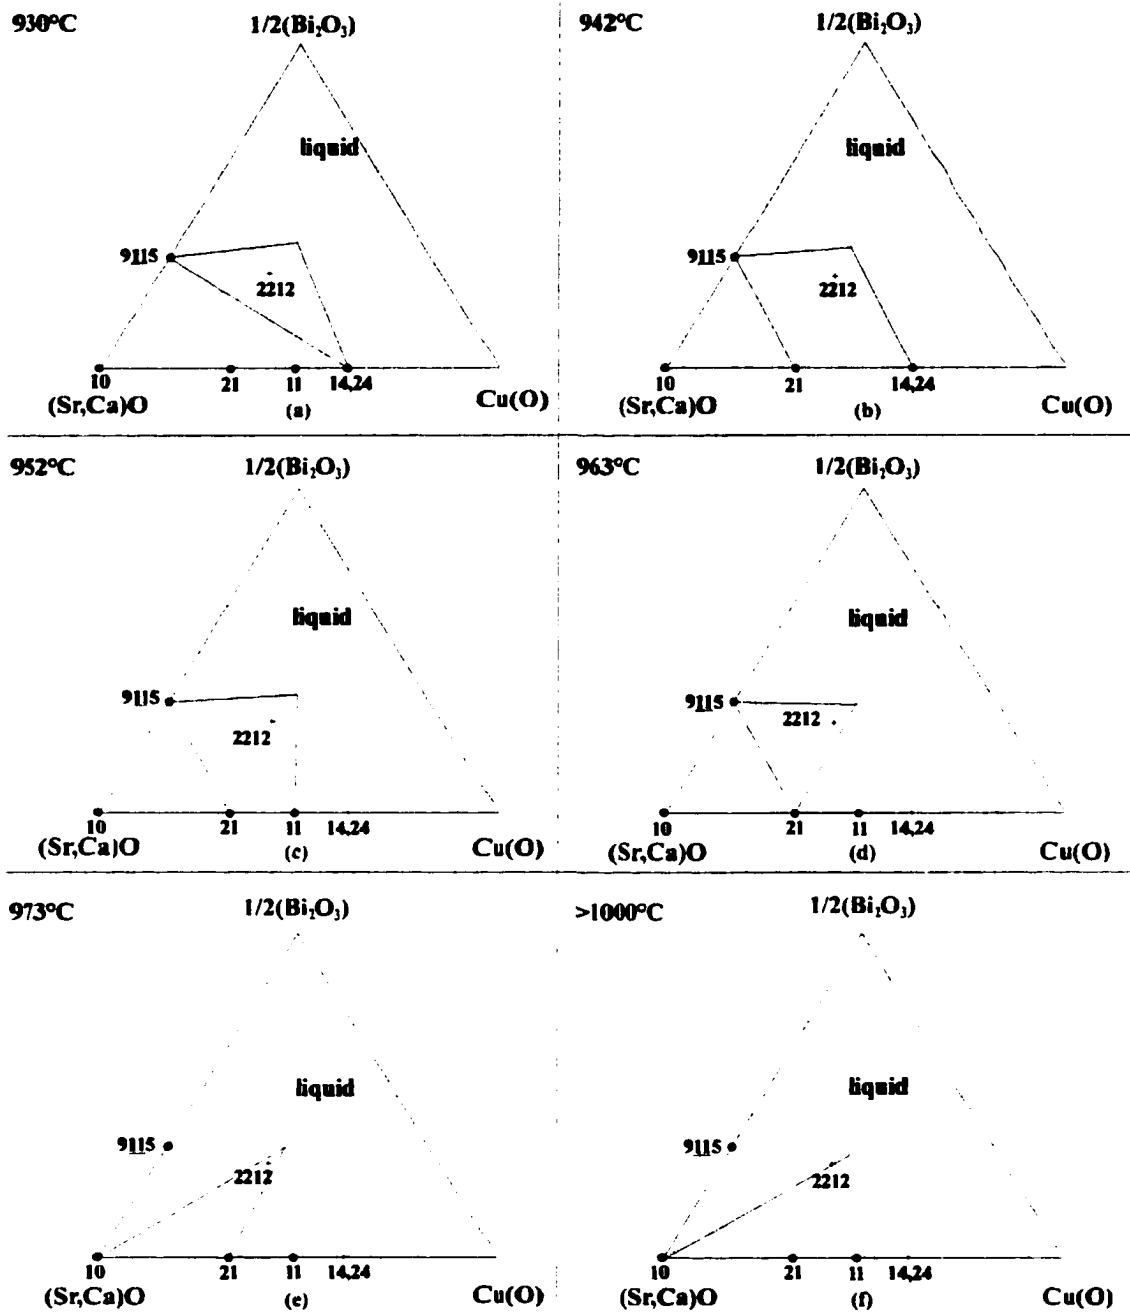 930°C
1/2(Bi₂O₃)
liquid
9115
2212
10
21
11
14,24
(Sr,Ca)O
(a)
Cu(O)
942°C
1/2(Bi₂O₃)
liquid
9115
2212
10
21
14,24
(Sr,Ca)O
(b)
Cu(O)
952°C
1/2(Bi₂O₃)
liquid
9115
2212
10
21
11
14,24
(Sr,Ca)O
(c)
Cu(O)
963°C
1/2(Bi₂O₃)
liquid
9115
2212
10
21
11
14,24
(Sr,Ca)O
(d)
Cu(O)
973°C
1/2(Bi₂O₃)
liquid
9115
2212
10
21
11
14,24
(Sr,Ca)O
(e)
Cu(O)
>1000°C
1/2(Bi₂O₃)
liquid
9115
2212
10
21
11
14,24
(Sr,Ca)O
(f)
Cu(O)